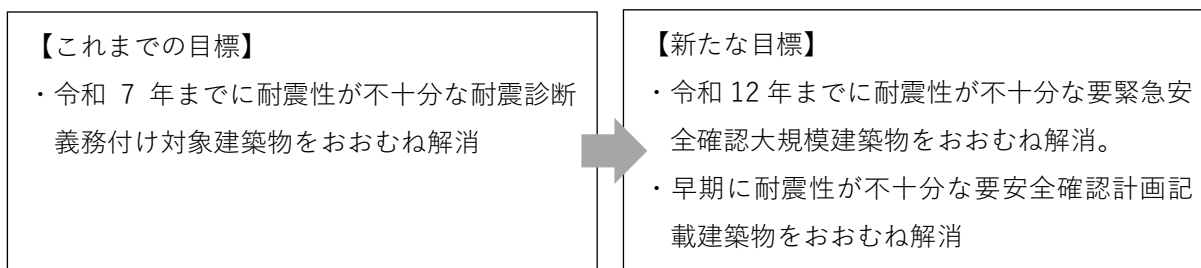 【これまでの目標】
・令和 7 年までに耐震性が不十分な耐震診断
義務付け対象建築物をおおむね解消
【新たな目標】
・令和 12 年までに耐震性が不十分な要緊急安
全確認大規模建築物をおおむね解消。
・早期に耐震性が不十分な要安全確認計画記
載建築物をおおむね解消